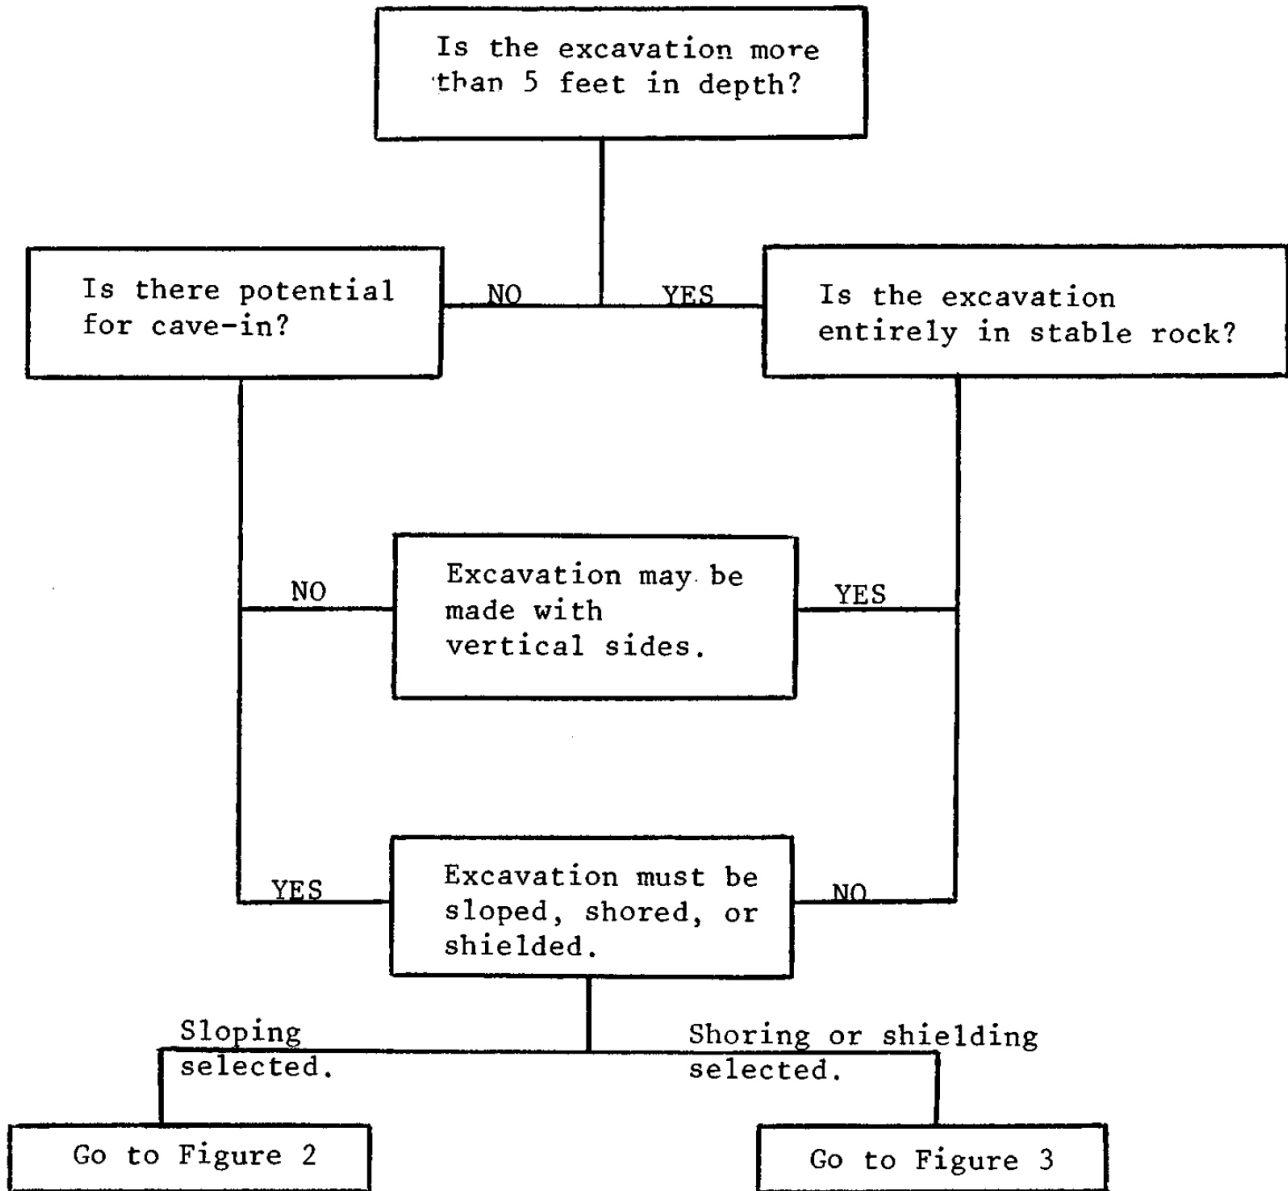 Is the excavation more
than 5 feet in depth?
Is there potential
for cave-in?
NO
YES
Is the excavation
entirely in stable rock?
NO
Excavation may be
made with
vertical sides.
YES
YES
Excavation must be
sloped, shored, or
shielded.
NO
Sloping
selected.
Shoring or shielding
selected.
Go to Figure 2
Go to Figure 3